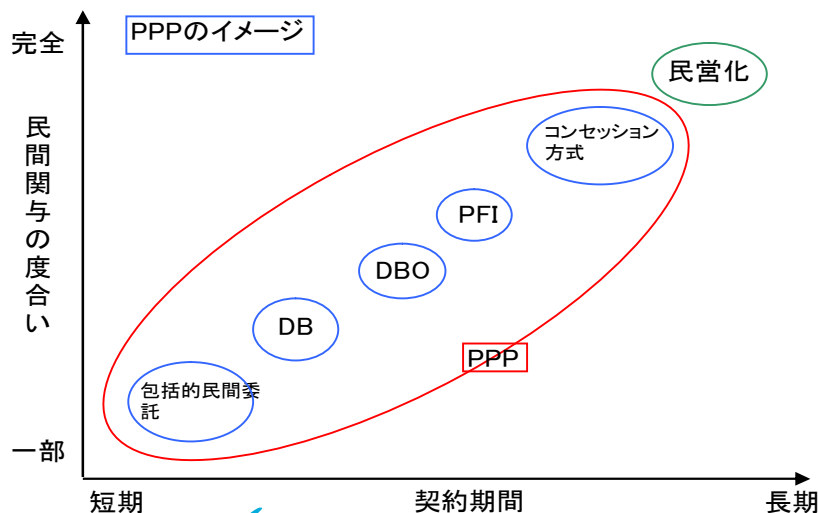 PPPのイメージ
完全
民営化
コンセッション
方式
民間関与の度合い
PFI
DBO
DB
PPP
包括的民間委
託
一部
短期
契約期間
長期